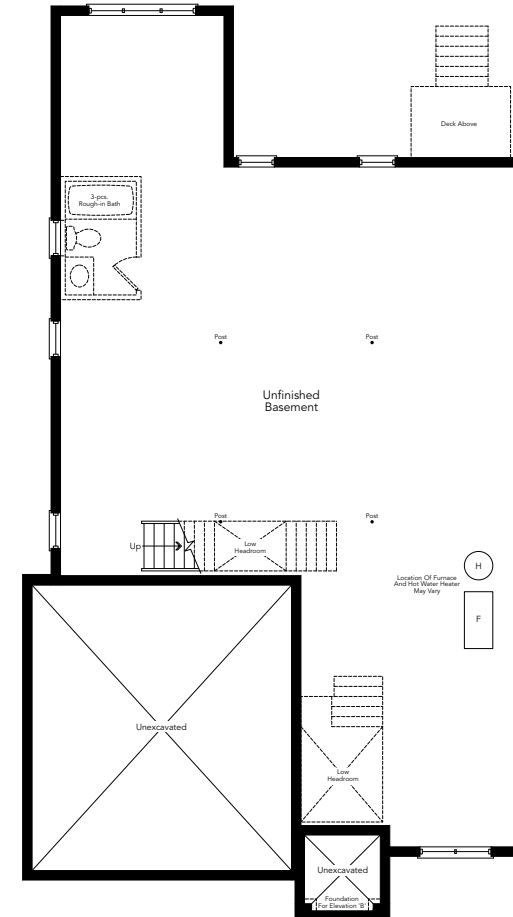 Deck Above
3-pcs.
Rough-in Bath
Post
Post
Unfinished
Basement
Post
Post
Up
Low
Headroom
H
Location Of Furnace
And Hot Water Heater
May Vary
F
Unexcavated
Low
Headroom
Unexcavated
Foundation
For Elevation 'B'